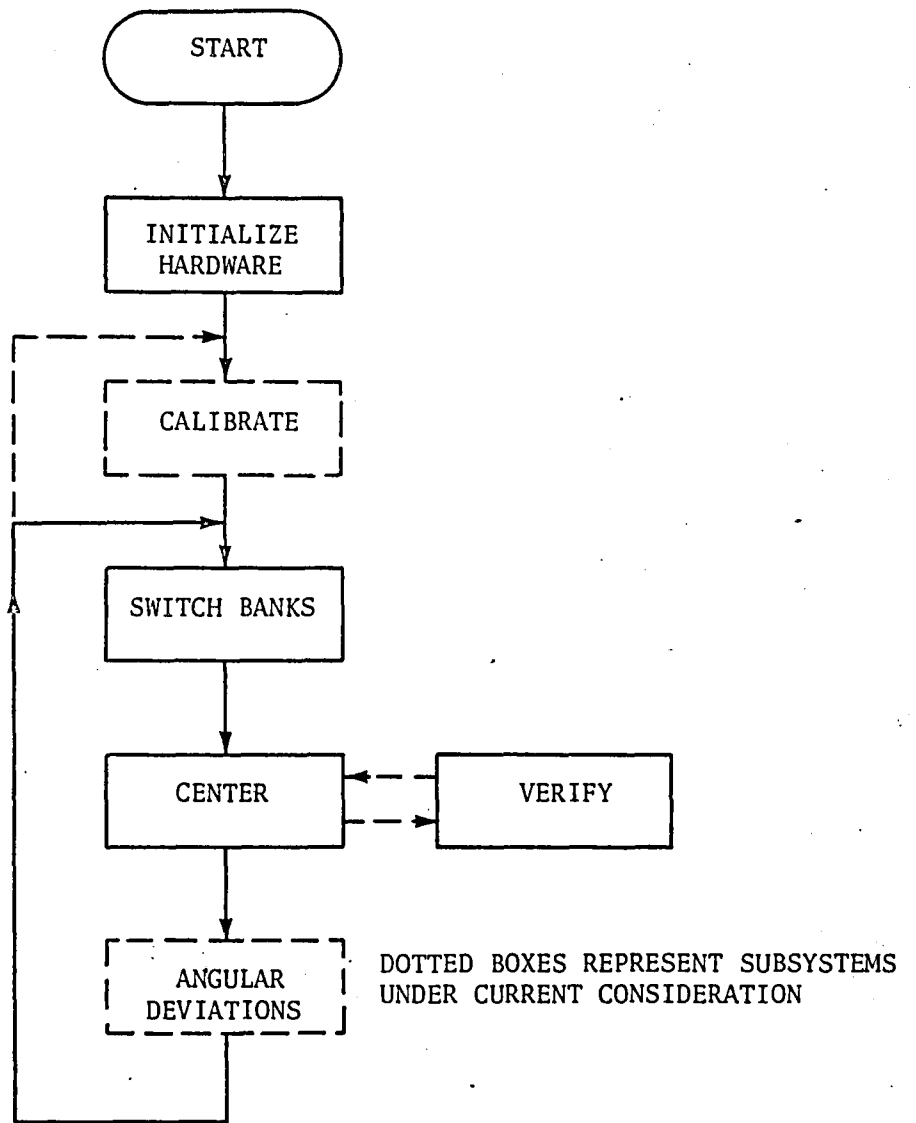 START
INITIALIZE
HARDWARE
CALIBRATE
SWITCH BANKS
CENTER
VERIFY
ANGULAR
DEVIATIONS
DOTTED BOXES REPRESENT SUBSYSTEMS
UNDER CURRENT CONSIDERATION